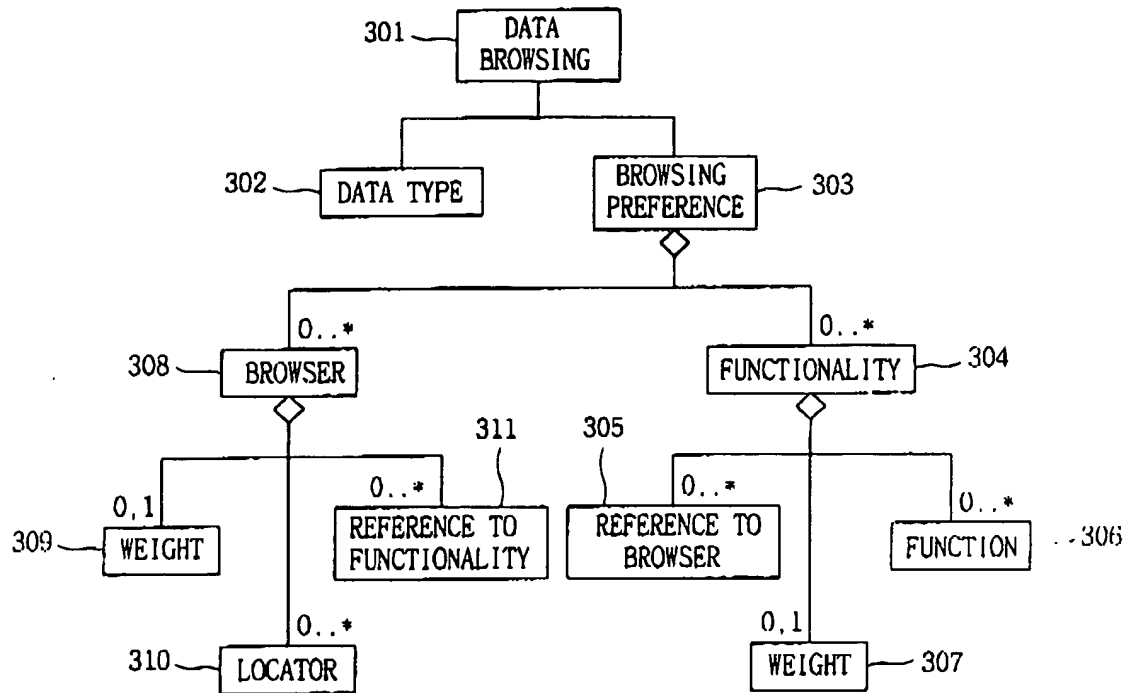 301
DATA
BROWSING
302
DATA TYPE
BROWSING
PREFERENCE
303
0..*
0..*
308
BROWSER
FUNCTIONALITY
304
311
305
0,1
0..*
0..*
0..*
309
WEIGHT
REFERENCE TO
FUNCTIONALITY
REFERENCE TO
BROWSER
FUNCTION
306
0..*
0,1
310
LOCATOR
WEIGHT
307